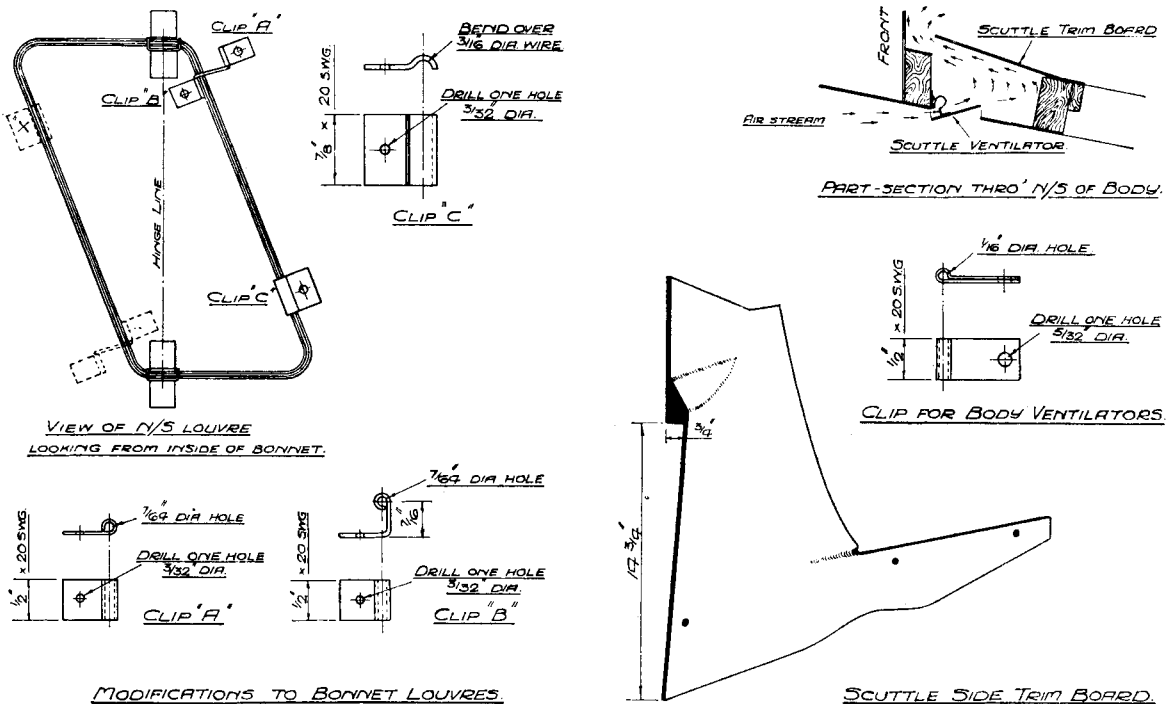 CLIP "A"
CLIP "B"
HINGE LINE
CLIP "C"
VIEW OF N/S LOUVRE
LOOKING FROM INSIDE OF BONNET.
BEND OVER
3/16" DIA. WIRE
DRILL ONE HOLE
3/32" DIA.
7/8" x 20 S.W.G.
CLIP "C"
7/64" DIA HOLE
DRILL ONE HOLE
3/32" DIA
1/2" x 20 SWG
CLIP "A"
7/64" DIA HOLE
7/16"
DRILL ONE HOLE
3/32" DIA.
1/2" x 20 SWG
CLIP "B"
MODIFICATIONS TO BONNET LOUVRES.
FRONT
SCUTTLE TRIM BOARD
AIR STREAM
SCUTTLE VENTILATOR.
PART-SECTION THRO' N/S OF BODY.
1/16" DIA. HOLE.
DRILL ONE HOLE
5/32" DIA.
1/2" x 20 S.W.G
CLIP FOR BODY VENTILATORS.
3/4"
SCUTTLE SIDE TRIM BOARD.